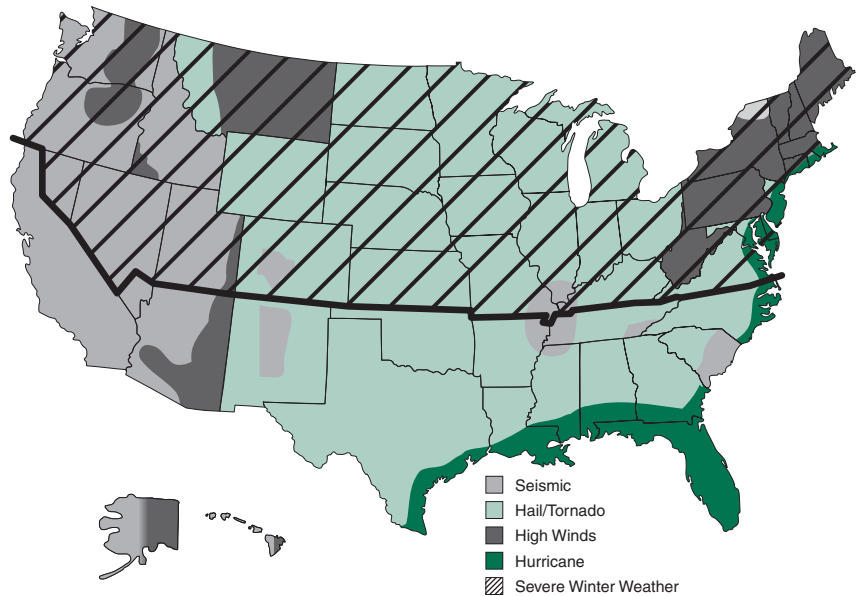 Seismic
Hail/Tornado
High Winds
Hurricane
Severe Winter Weather